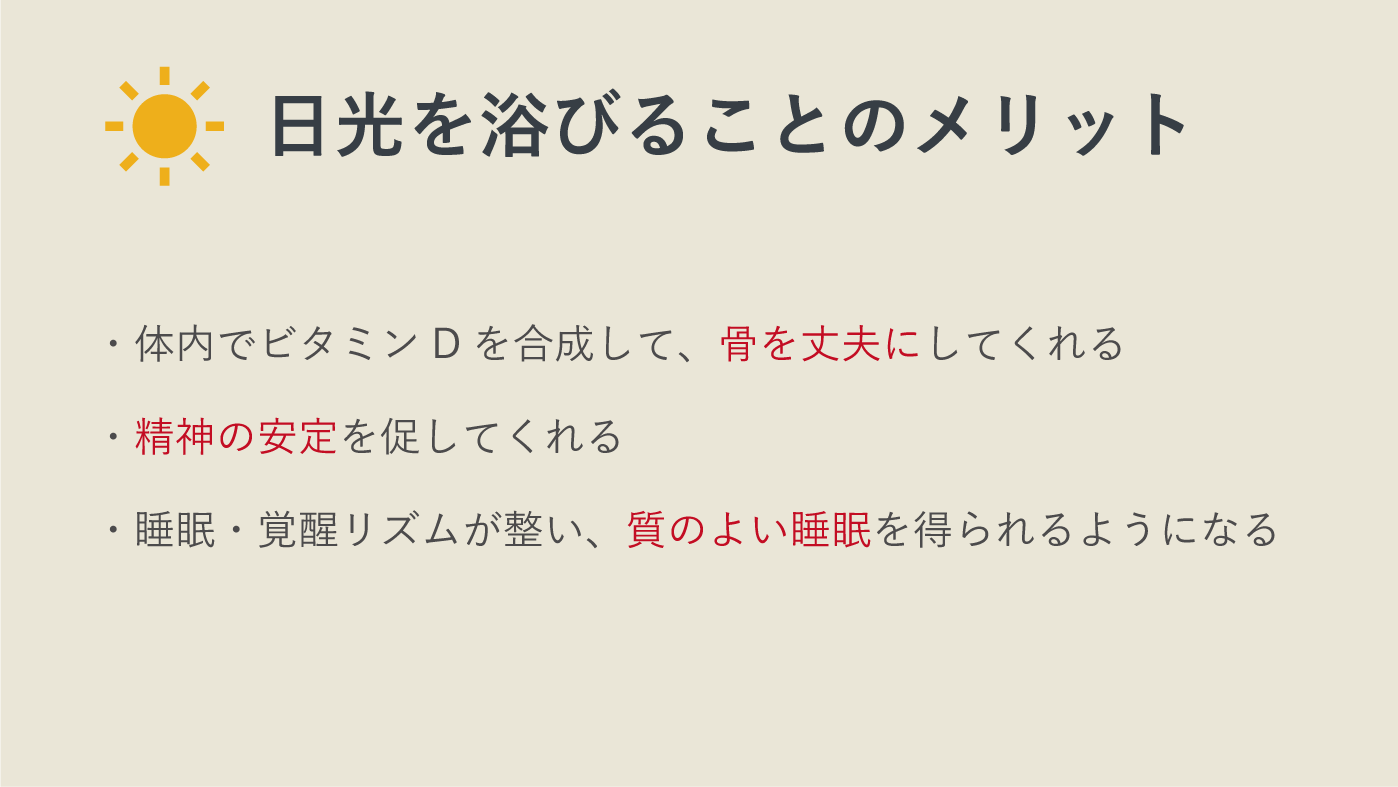 日光を浴びることのメリット
・体内でビタミン D を合成して、骨を丈夫にしてくれる
・精神の安定を促してくれる
・睡眠・覚醒リズムが整い、質のよい睡眠を得られるようになる